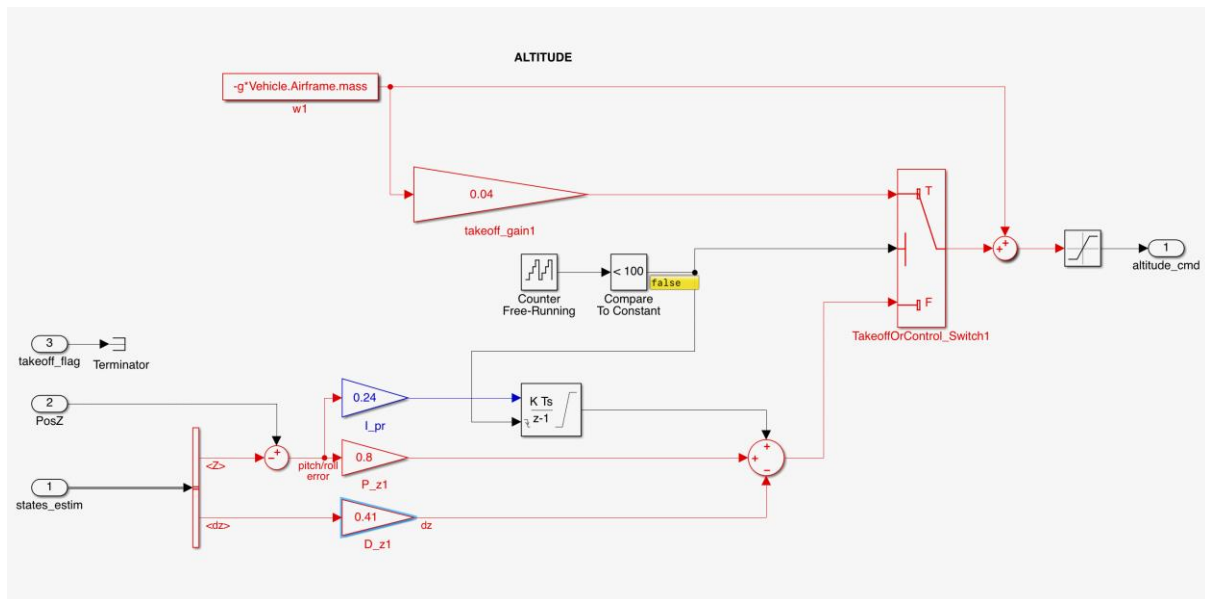 ALTITUDE
-g*Vehicle.Airframe.mass
w1
0.04
takeoff_gain1
T
F
TakeoffOrControl_Switch1
+
+
1
altitude_cmd
Counter
Free-Running
< 100
false
Compare
To Constant
3
takeoff_flag
Terminator
2
PosZ
1
states_estim
<Z>
<dz>
−
+
pitch/roll
error
0.24
I_pr
0.8
P_z1
0.41
D_z1
dz
K Ts
z-1
+
+
−